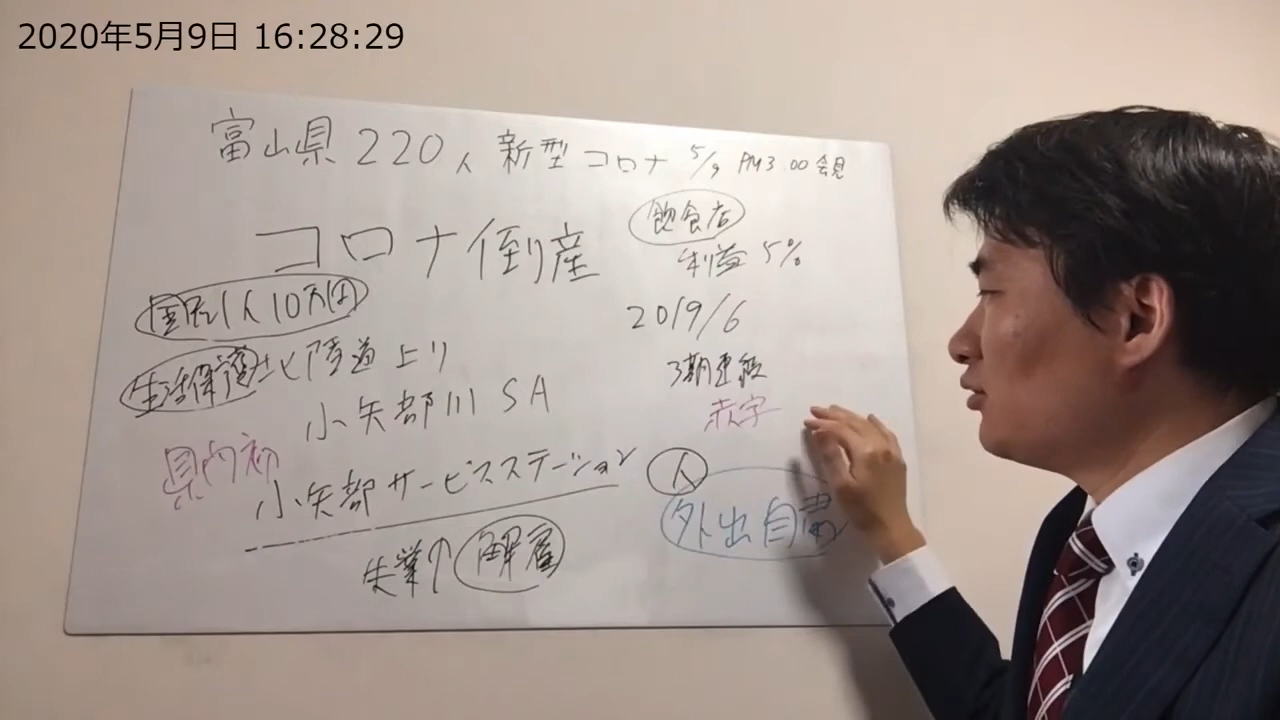 2020年5月9日 16:28:29
富山県 220人 新型コロナ 5/9 PM3:00 会見
コロナ倒産
飲食店
利益 5%
国民1人10万円
2019/6
生活保護 北陸道上り
3期連続
赤字
小矢部川SA
県内初
小矢部サービスステーション
人
外出自粛
失業↑ 解雇